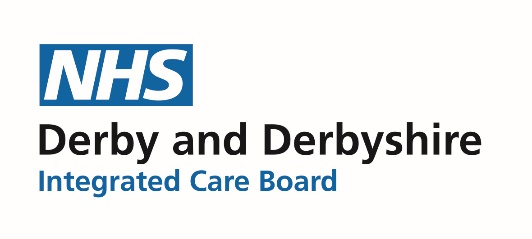 NHS
Derby and Derbyshire
Integrated Care Board